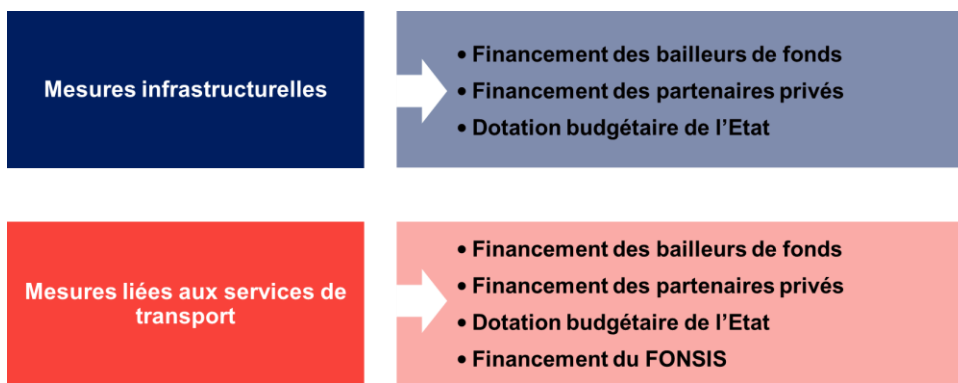 Mesures infrastructurelles
• Financement des bailleurs de fonds
• Financement des partenaires privés
• Dotation budgétaire de l'Etat
Mesures liées aux services de
transport
• Financement des bailleurs de fonds
• Financement des partenaires privés
• Dotation budgétaire de l'Etat
• Financement du FONSIS